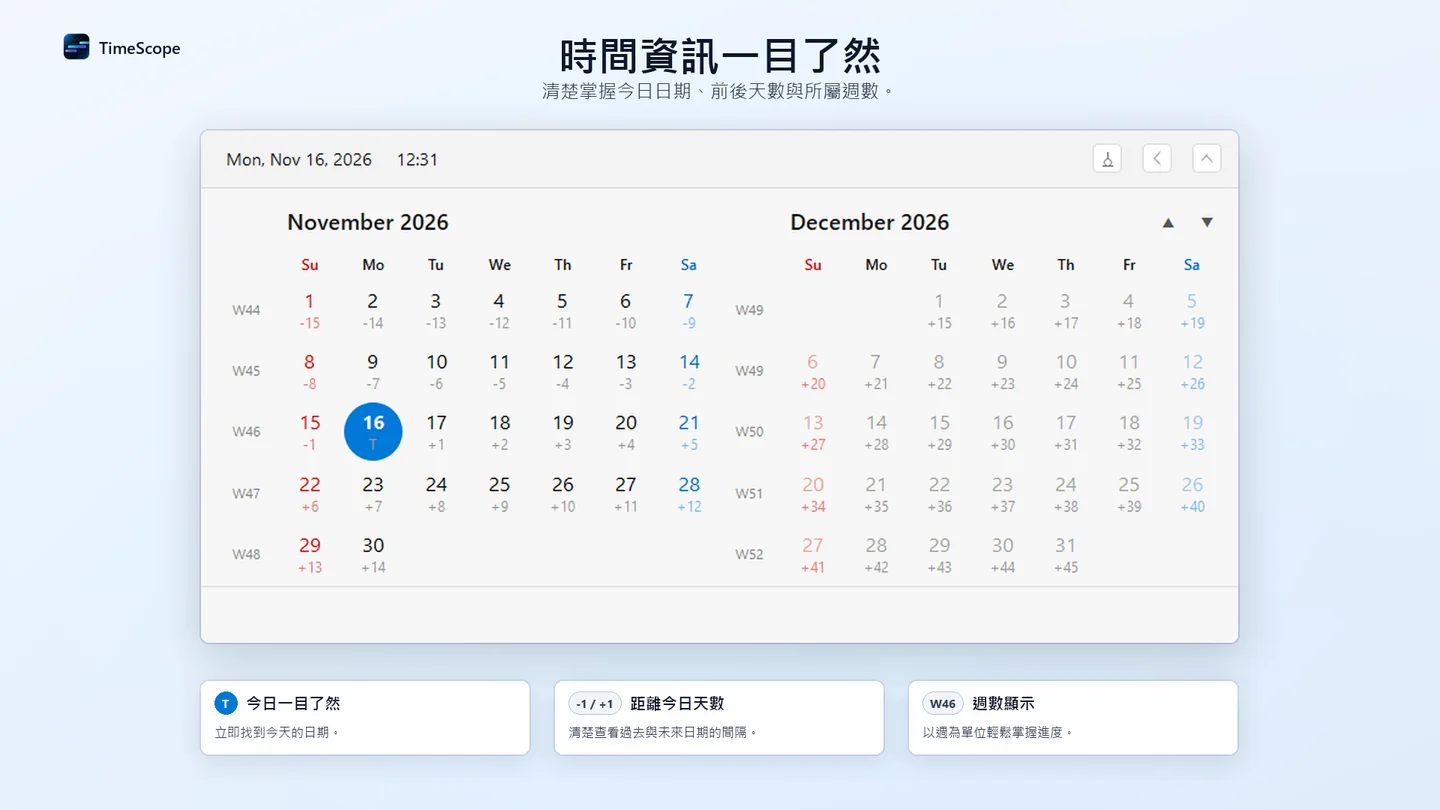 TimeScope
時間資訊一目了然
清楚掌握今日日期、前後天數與所屬週數。
Mon, Nov 16, 2026 12:31
November 2026
Su Mo Tu We Th Fr Sa
W44 1 2 3 4 5 6 7
-15 -14 -13 -12 -11 -10 -9
W45 8 9 10 11 12 13 14
-8 -7 -6 -5 -4 -3 -2
W46 15 16 17 18 19 20 21
-1 T +1 +2 +3 +4 +5
W47 22 23 24 25 26 27 28
+6 +7 +8 +9 +10 +11 +12
W48 29 30
+13 +14
December 2026 ▲ ▼
Su Mo Tu We Th Fr Sa
W49 1 2 3 4 5
+15 +16 +17 +18 +19
W49 6 7 8 9 10 11 12
+20 +21 +22 +23 +24 +25 +26
W50 13 14 15 16 17 18 19
+27 +28 +29 +30 +31 +32 +33
W51 20 21 22 23 24 25 26
+34 +35 +36 +37 +38 +39 +40
W52 27 28 29 30 31
+41 +42 +43 +44 +45
T 今日一目了然
立即找到今天的日期。
-1 / +1 距離今日天數
清楚查看過去與未來日期的間隔。
W46 週數顯示
以週為單位輕鬆掌握進度。